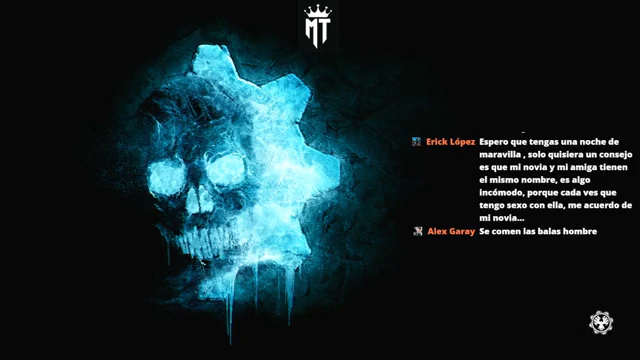 MT
Erick López Espero que tengas una noche de
maravilla , solo quisiera un consejo
es que mi novia y mi amiga tienen
el mismo nombre, es algo
incómodo, porque cada ves que
tengo sexo con ella, me acuerdo de
mi novia...
Alex Garay Se comen las balas hombre